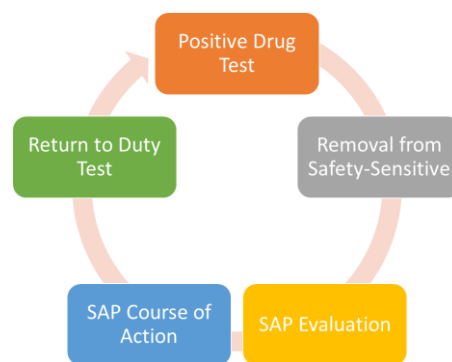 Positive Drug
Test
Removal from
Safety-Sensitive
SAP Evaluation
SAP Course of
Action
Return to Duty
Test